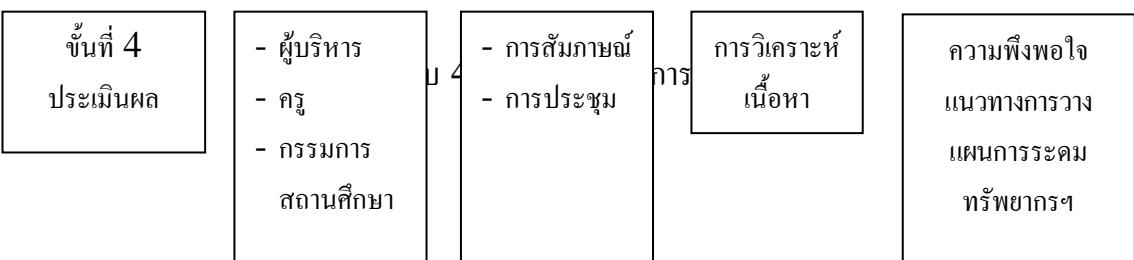 ขั้นที่ 4
ประเมินผล
- ผู้บริหาร
- ครู
- กรรมการ
สถานศึกษา
- การสัมภาษณ์
- การประชุม
การวิเคราะห์
เนื้อหา
ความพึงพอใจ
แนวทางการวาง
แผนการระดม
ทรัพยากรฯ